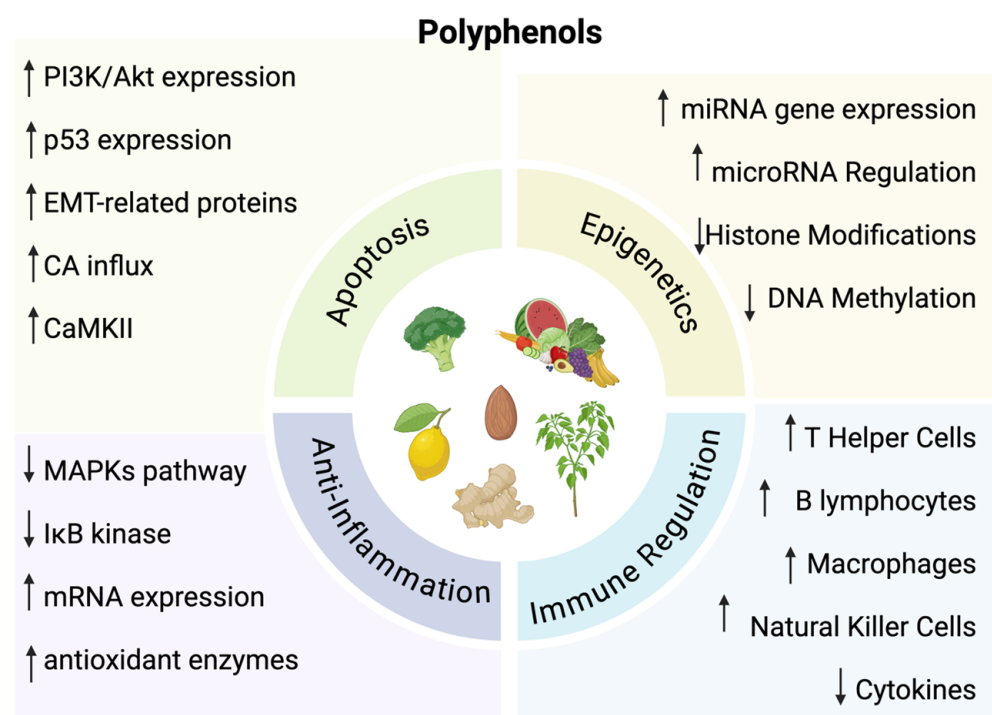 Polyphenols
↑ PI3K/Akt expression
↑ p53 expression
↑ EMT-related proteins
↑ CA influx
↑ CaMKII
Apoptosis
↑ miRNA gene expression
↑ microRNA Regulation
↓ Histone Modifications
↓ DNA Methylation
Epigenetics
↓ MAPKs pathway
↓ IκB kinase
↑ mRNA expression
↑ antioxidant enzymes
Anti-Inflammation
↑ T Helper Cells
↑ B lymphocytes
↑ Macrophages
↑ Natural Killer Cells
↓ Cytokines
Immune Regulation